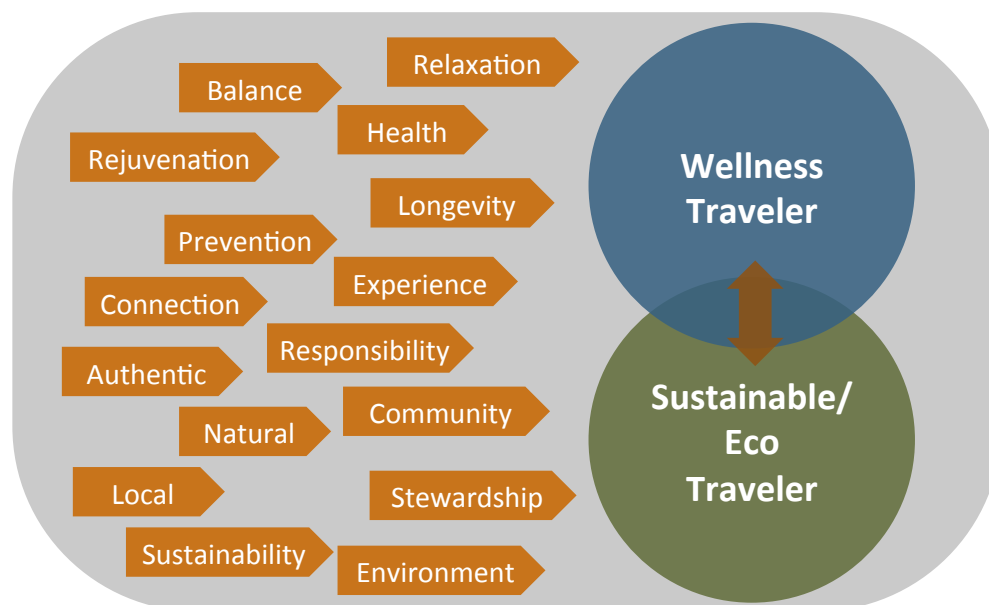 Relaxation
Balance
Health
Rejuvenation
Longevity
Prevention
Experience
Connection
Responsibility
Authentic
Community
Natural
Local
Stewardship
Sustainability
Environment
Wellness
Traveler
Sustainable/
Eco
Traveler